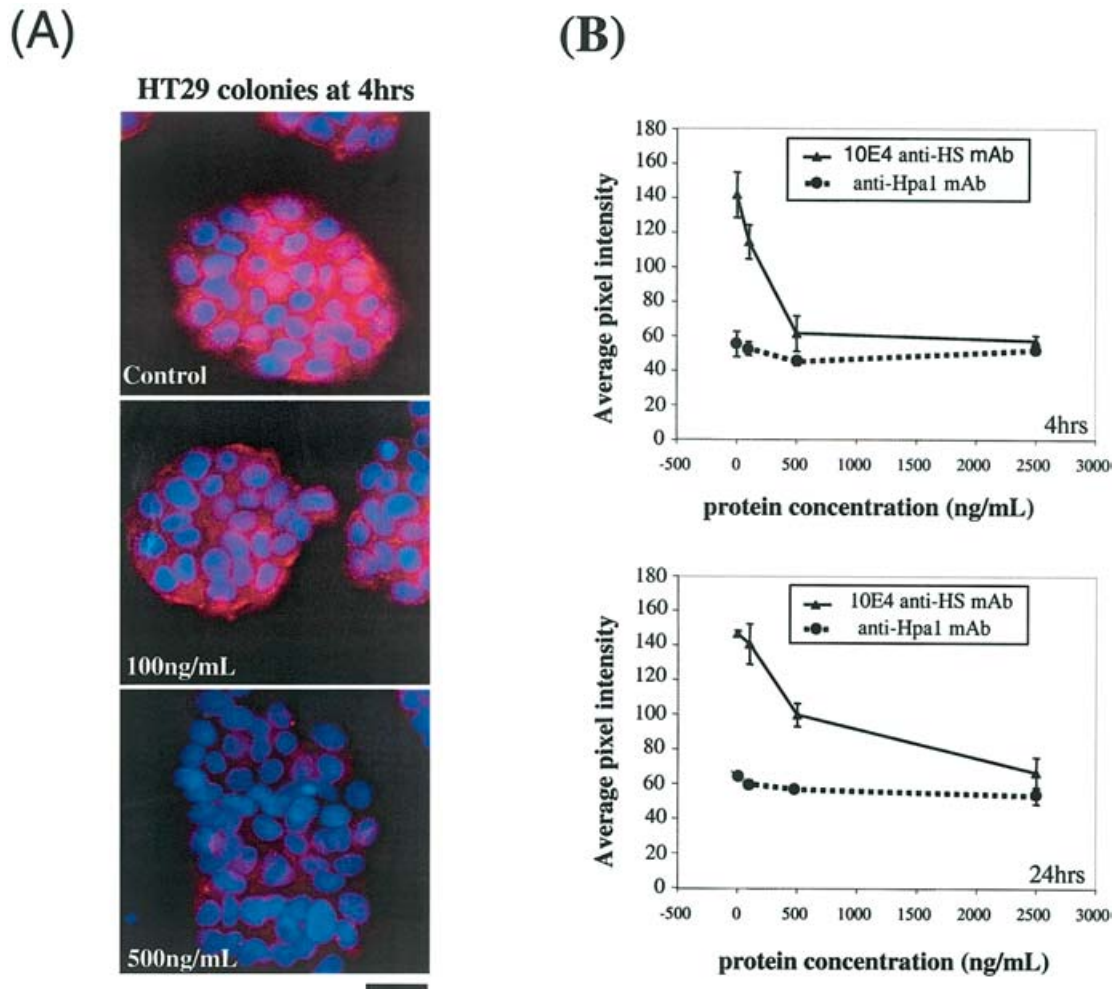 (A)
HT29 colonies at 4hrs
Control
100ng/mL
500ng/mL
(B)
180
160
140
120
100
80
60
40
20
0
Average pixel intensity
10E4 anti-HS mAb
anti-Hpa1 mAb
4hrs
-500 0 500 1000 1500 2000 2500 3000
protein concentration (ng/mL)
180
160
140
120
100
80
60
40
20
0
Average pixel intensity
10E4 anti-HS mAb
anti-Hpa1 mAb
24hrs
-500 0 500 1000 1500 2000 2500 3000
protein concentration (ng/mL)